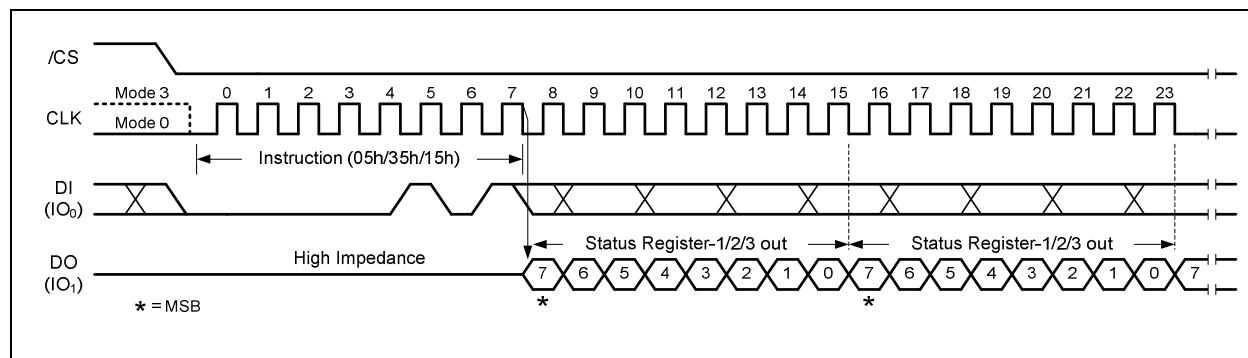 /CS
Mode 3
0 1 2 3 4 5 6 7 8 9 10 11 12 13 14 15 16 17 18 19 20 21 22 23
CLK
Mode 0
Instruction (05h/35h/15h)
DI
(IO₀)
Status Register-1/2/3 out Status Register-1/2/3 out
High Impedance
DO
(IO₁)
7 6 5 4 3 2 1 0 7 6 5 4 3 2 1 0 7
* *
* = MSB